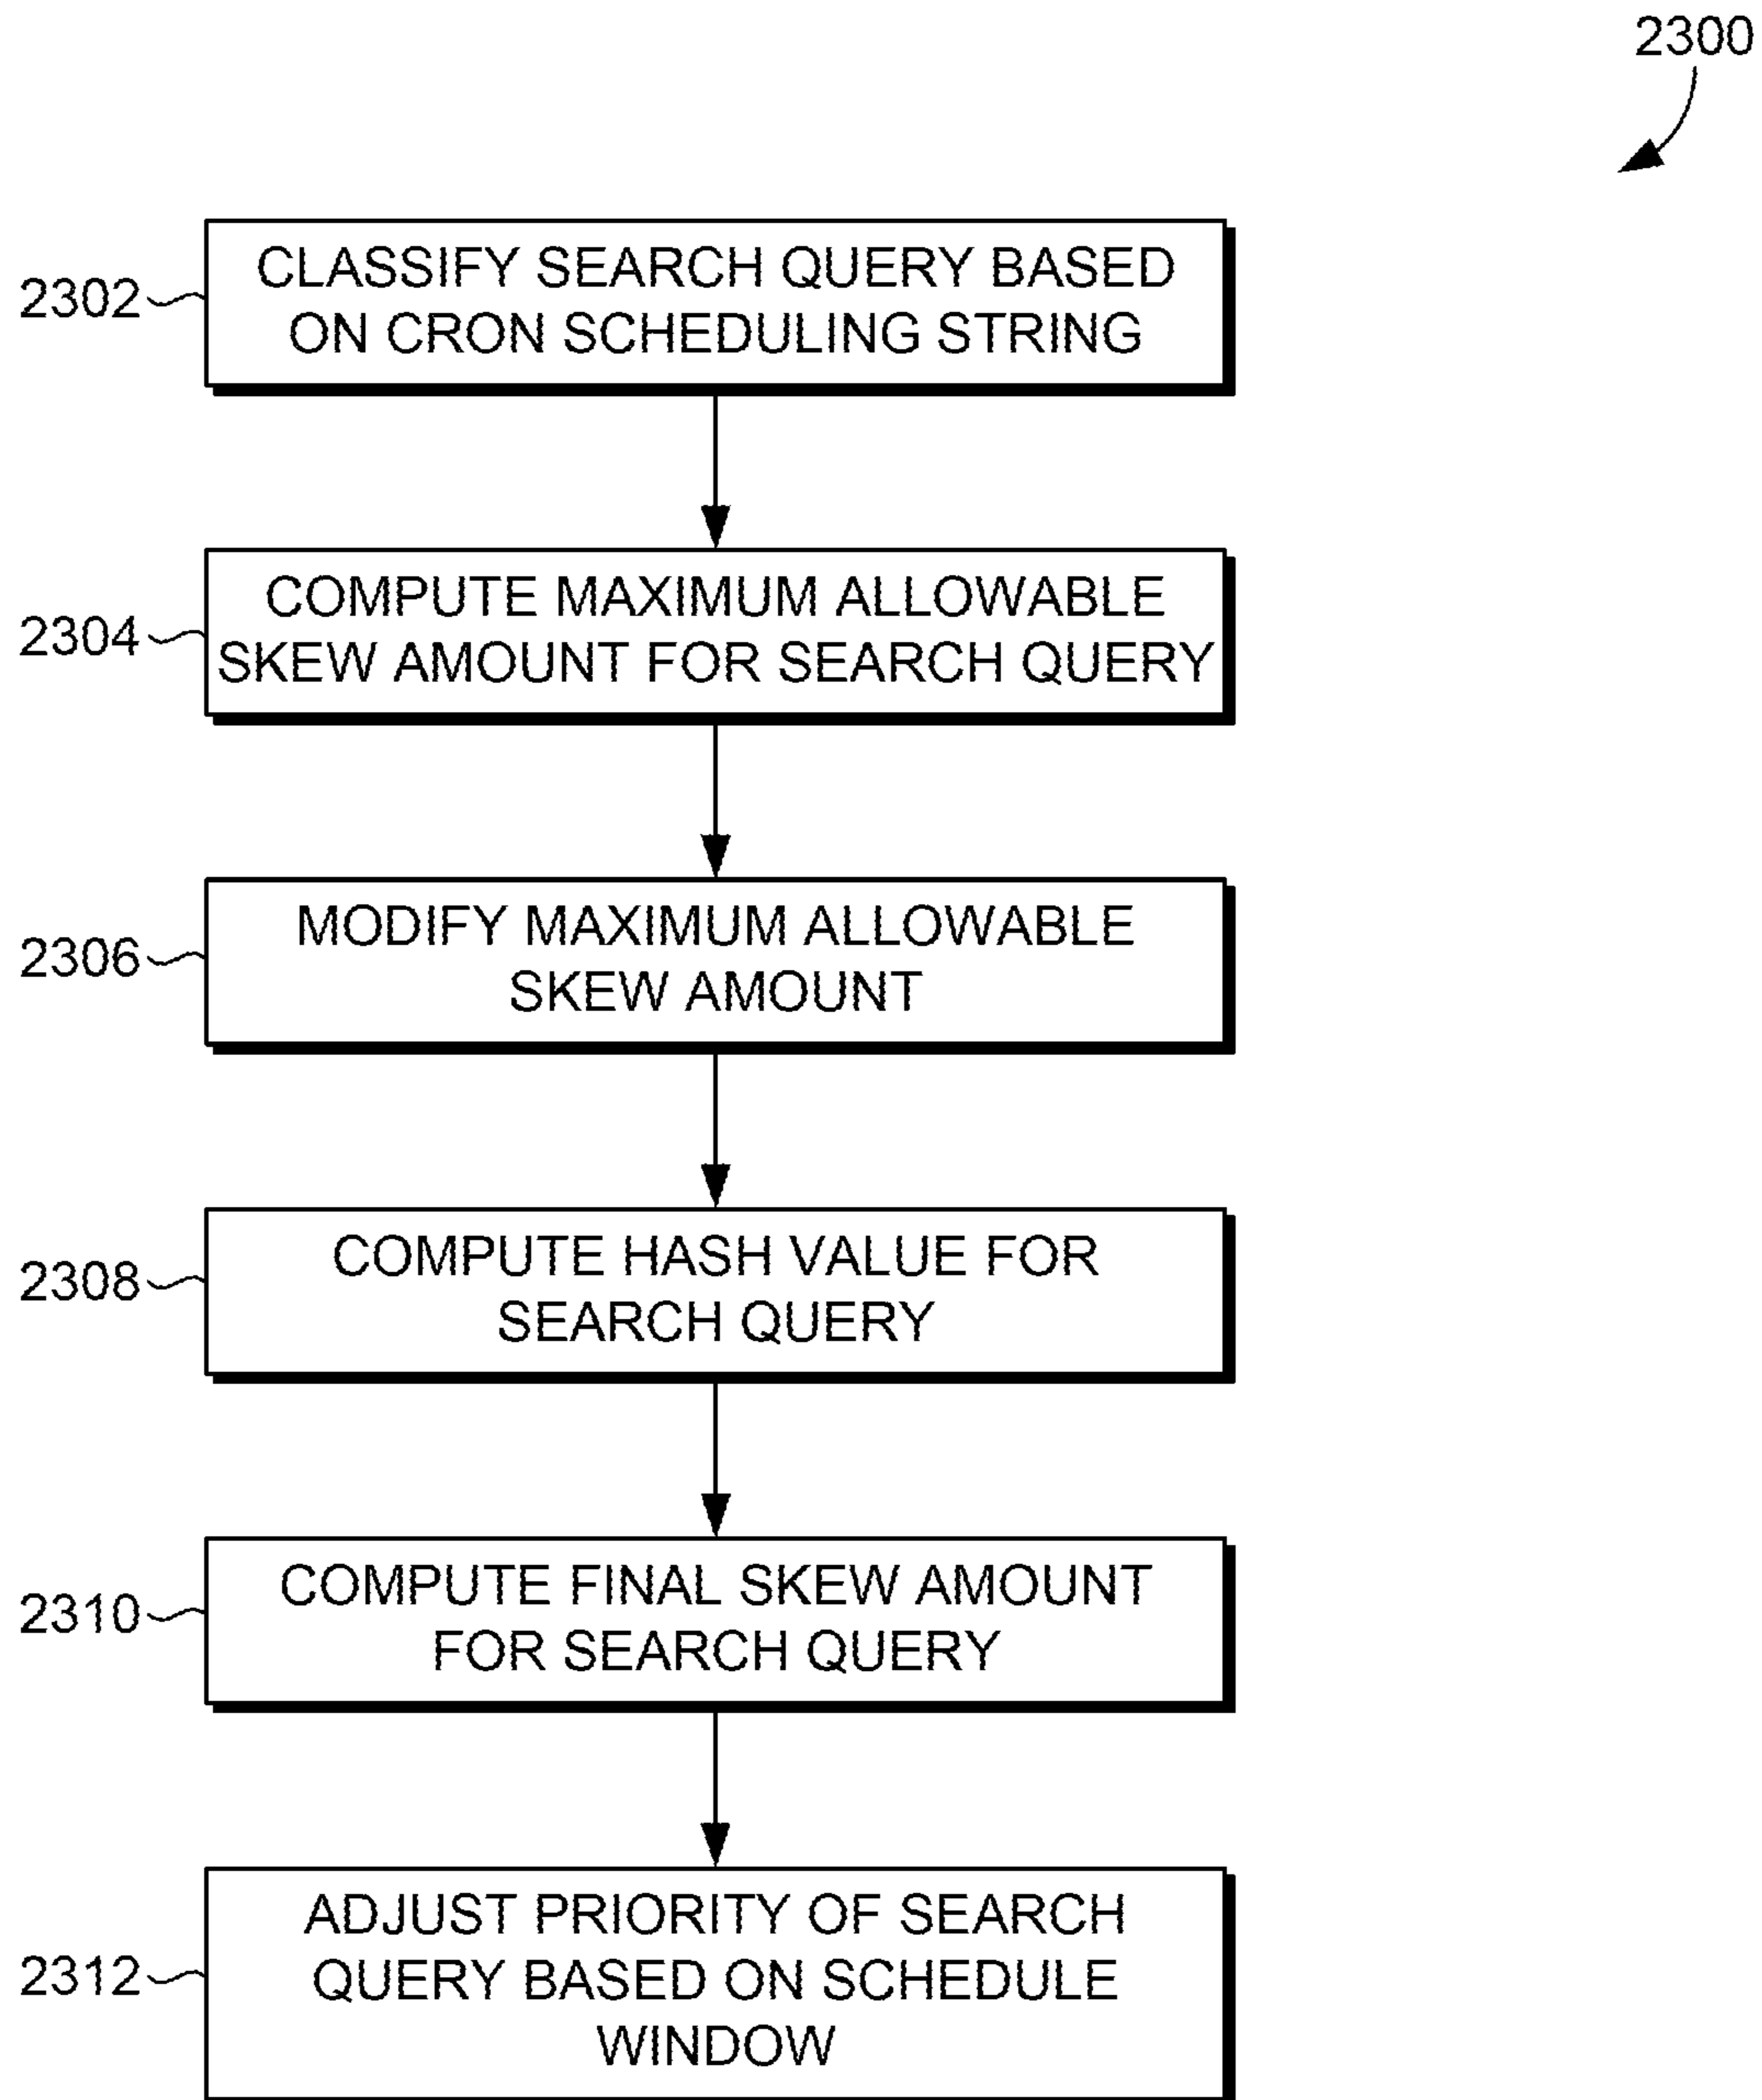 2300
2302
CLASSIFY SEARCH QUERY BASED
ON CRON SCHEDULING STRING
2304
COMPUTE MAXIMUM ALLOWABLE
SKEW AMOUNT FOR SEARCH QUERY
2306
MODIFY MAXIMUM ALLOWABLE
SKEW AMOUNT
2308
COMPUTE HASH VALUE FOR
SEARCH QUERY
2310
COMPUTE FINAL SKEW AMOUNT
FOR SEARCH QUERY
2312
ADJUST PRIORITY OF SEARCH
QUERY BASED ON SCHEDULE
WINDOW